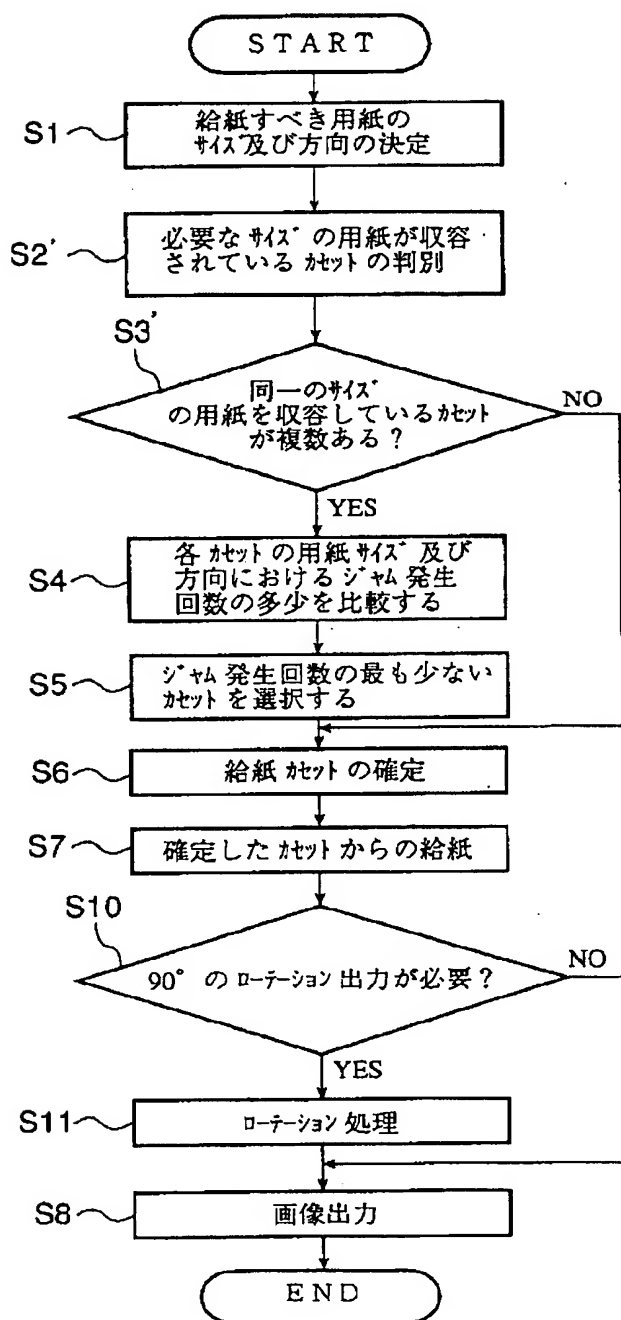 START
S1
給紙すべき用紙の
サイズ及び方向の決定
S2'
必要なサイズの用紙が収容
されているカセットの判別
S3'
同一のサイズ
の用紙を収容しているカセット
が複数ある?
NO
YES
S4
各カセットの用紙サイズ及び
方向におけるジャム発生
回数の多少を比較する
S5
ジャム発生回数の最も少ない
カセットを選択する
S6
給紙カセットの確定
S7
確定したカセットからの給紙
S10
90°のローテーション出力が必要?
NO
YES
S11
ローテーション処理
S8
画像出力
END